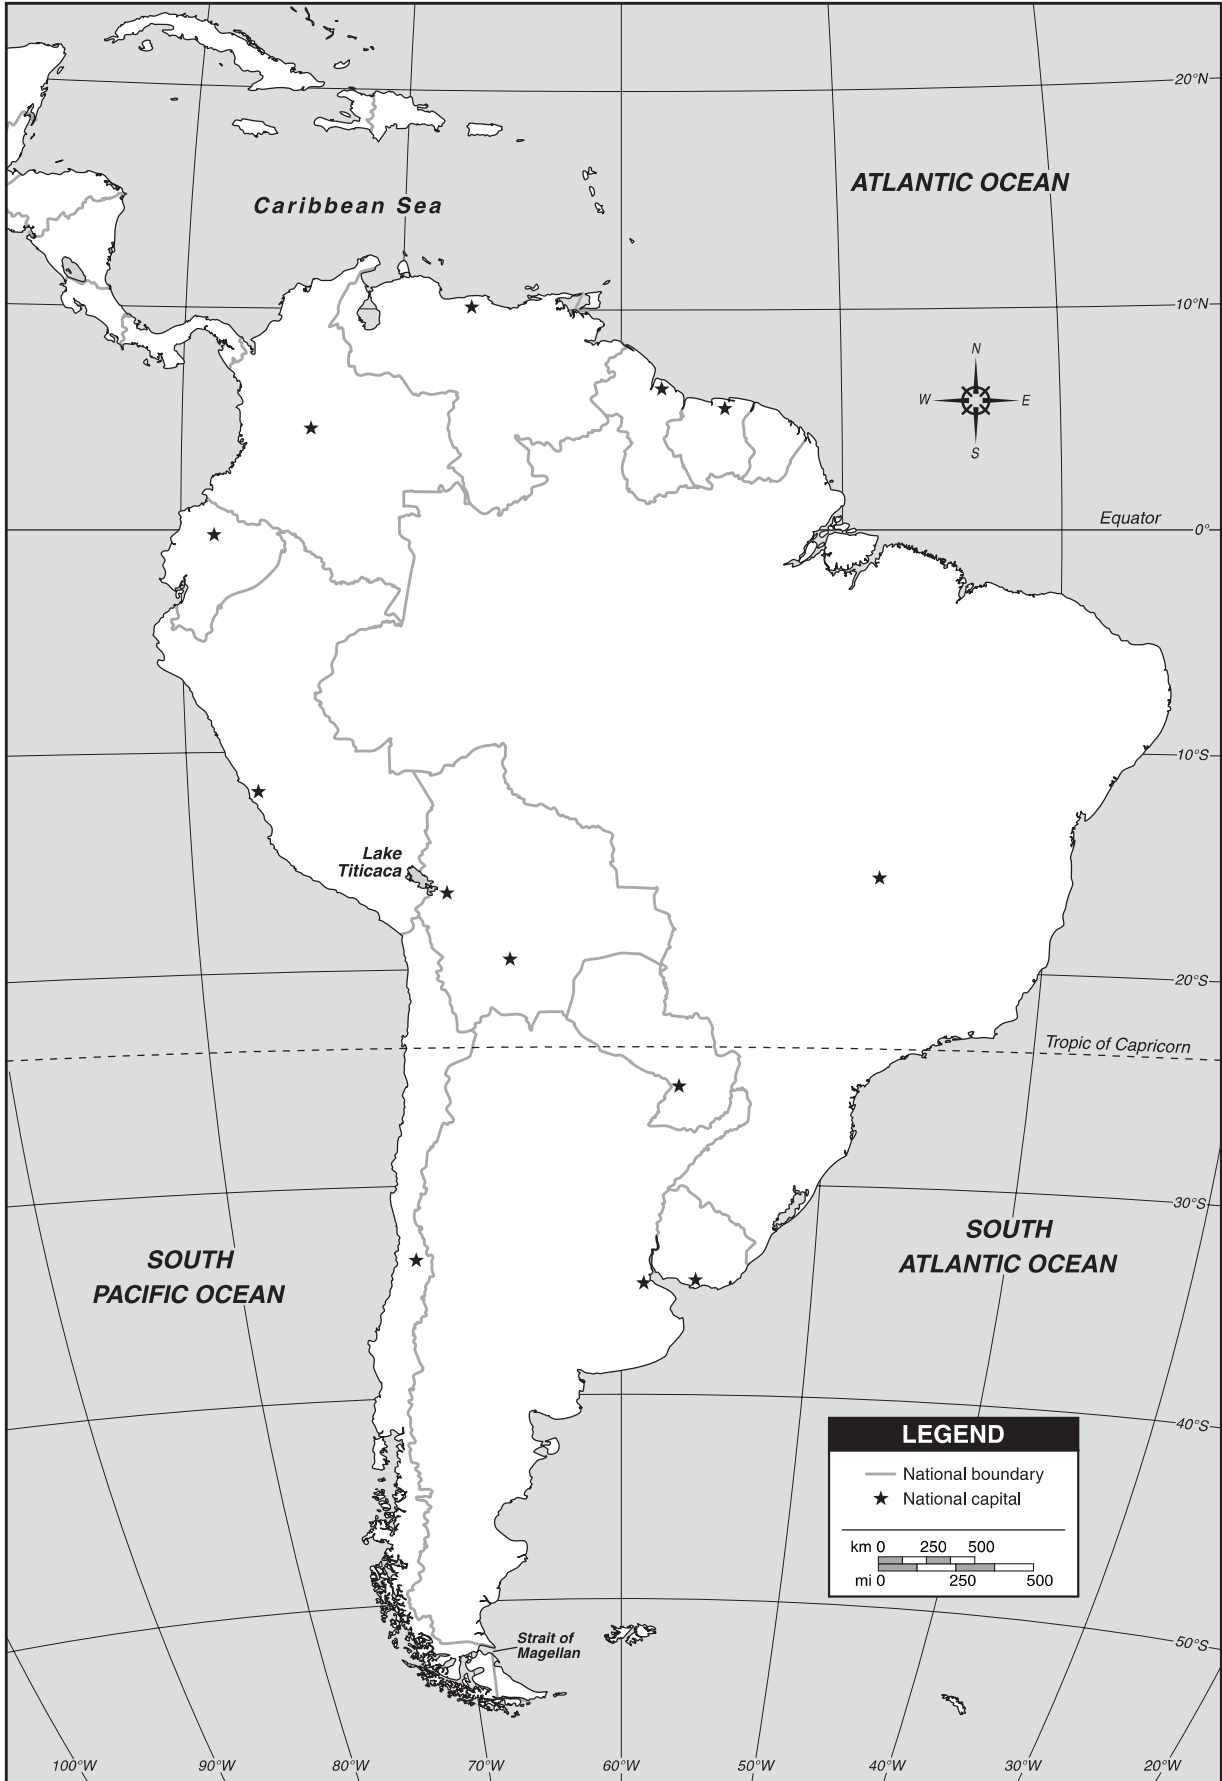 20°N
ATLANTIC OCEAN
Caribbean Sea
10°N
N
W
E
S
Equator
0°
10°S
Lake
Titicaca
20°S
Tropic of Capricorn
30°S
SOUTH
ATLANTIC OCEAN
SOUTH
PACIFIC OCEAN
40°S
LEGEND
National boundary
National capital
km 0 250 500
mi 0 250 500
Strait of
Magellan
50°S
100°W 90°W 80°W 70°W 60°W 50°W 40°W 30°W 20°W